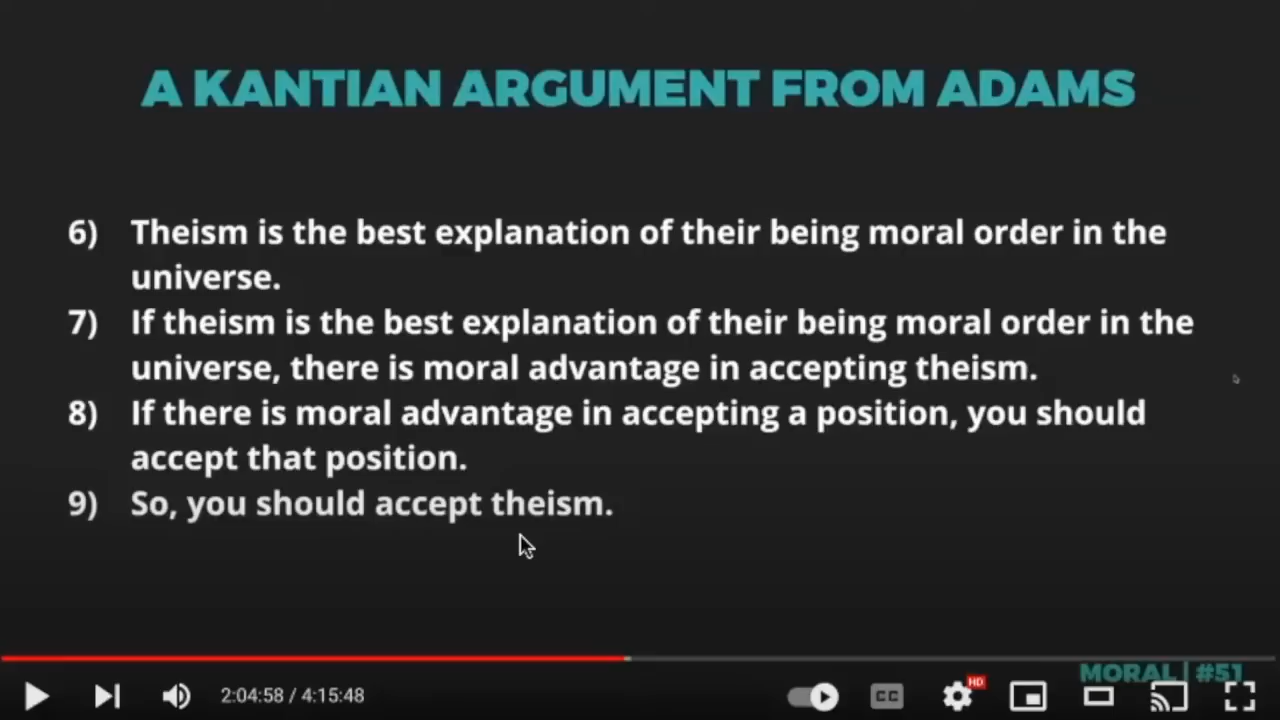 A KANTIAN ARGUMENT FROM ADAMS
6) Theism is the best explanation of their being moral order in the
universe.
7) If theism is the best explanation of their being moral order in the
universe, there is moral advantage in accepting theism.
8) If there is moral advantage in accepting a position, you should
accept that position.
9) So, you should accept theism.
MORAL | #51
2:04:58 / 4:15:48
CC
HD